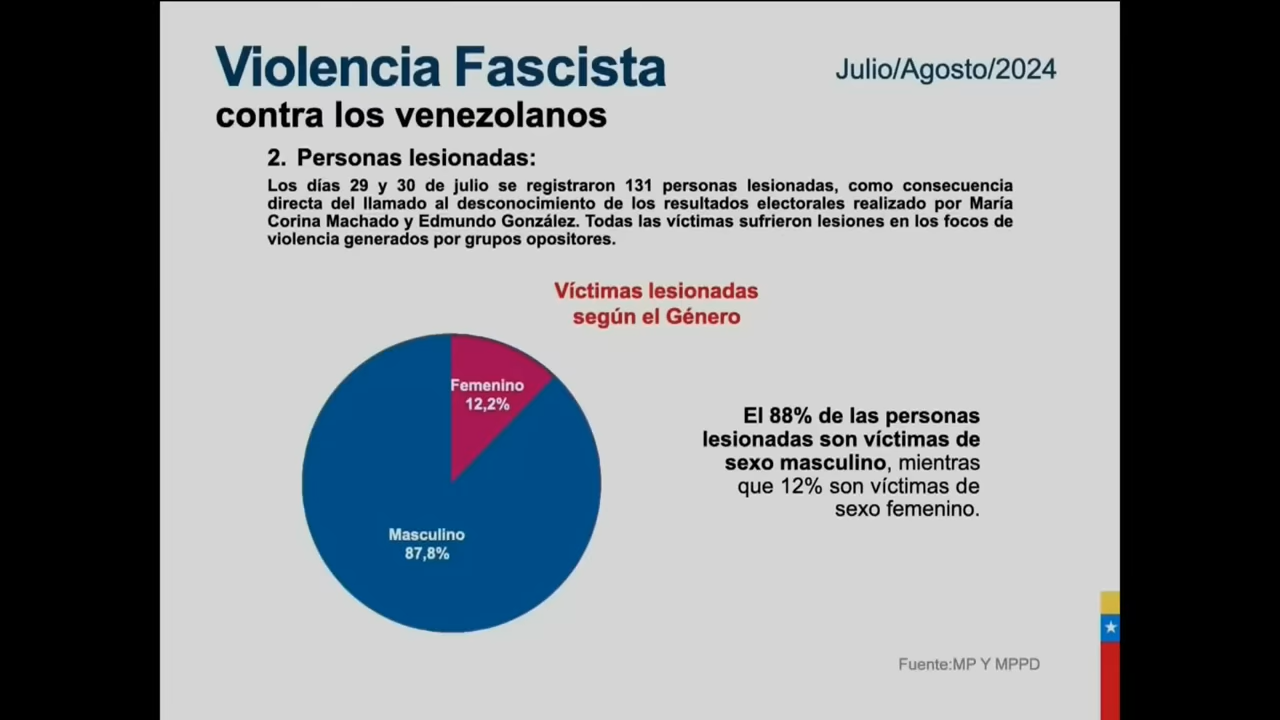 Violencia Fascista
Julio/Agosto/2024
contra los venezolanos
2. Personas lesionadas:
Los días 29 y 30 de julio se registraron 131 personas lesionadas, como consecuencia
directa del llamado al desconocimiento de los resultados electorales realizado por María
Corina Machado y Edmundo González. Todas las víctimas sufrieron lesiones en los focos de
violencia generados por grupos opositores.
Víctimas lesionadas
según el Género
Femenino
12,2%
Masculino
87,8%
El 88% de las personas
lesionadas son víctimas de
sexo masculino, mientras
que 12% son víctimas de
sexo femenino.
Fuente:MP Y MPPD